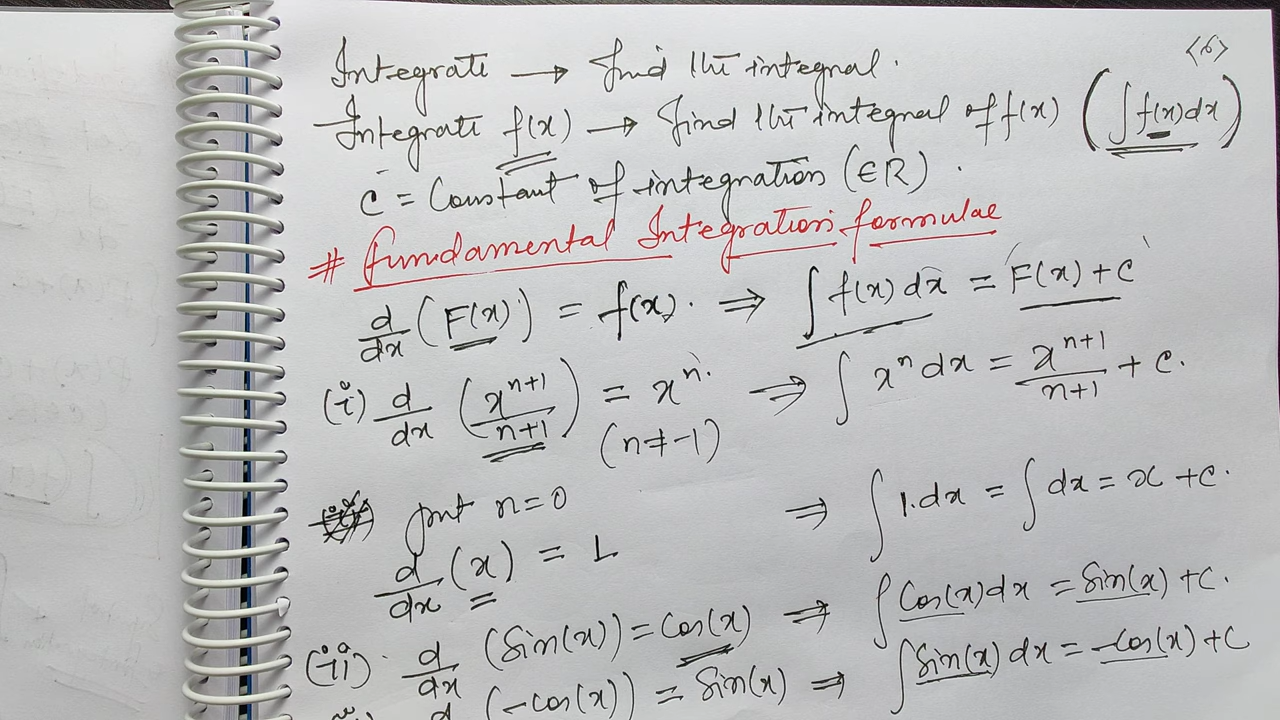 <6>
Integrate → find the integral.
Integrate f(x) → find the integral of f(x) (∫f(x)dx)
c = Constant of integration (∈R).
# fundamental Integration formulae
d/dx (F(x)) = f(x). ⇒ ∫f(x) dx = F(x) + c
(i) d/dx (x^(n+1)/(n+1)) = x^n ⇒ ∫x^n dx = x^(n+1)/(n+1) + c.
(n≠-1)
put n=0 ⇒ ∫1.dx = ∫dx = x + c.
d/dx (x) = 1
(ii) d/dx (Sin(x)) = Cos(x) ⇒ ∫Cos(x)dx = Sin(x) + c.
(-cos(x)) = Sin(x) ⇒ ∫Sin(x) dx = -cos(x) + c